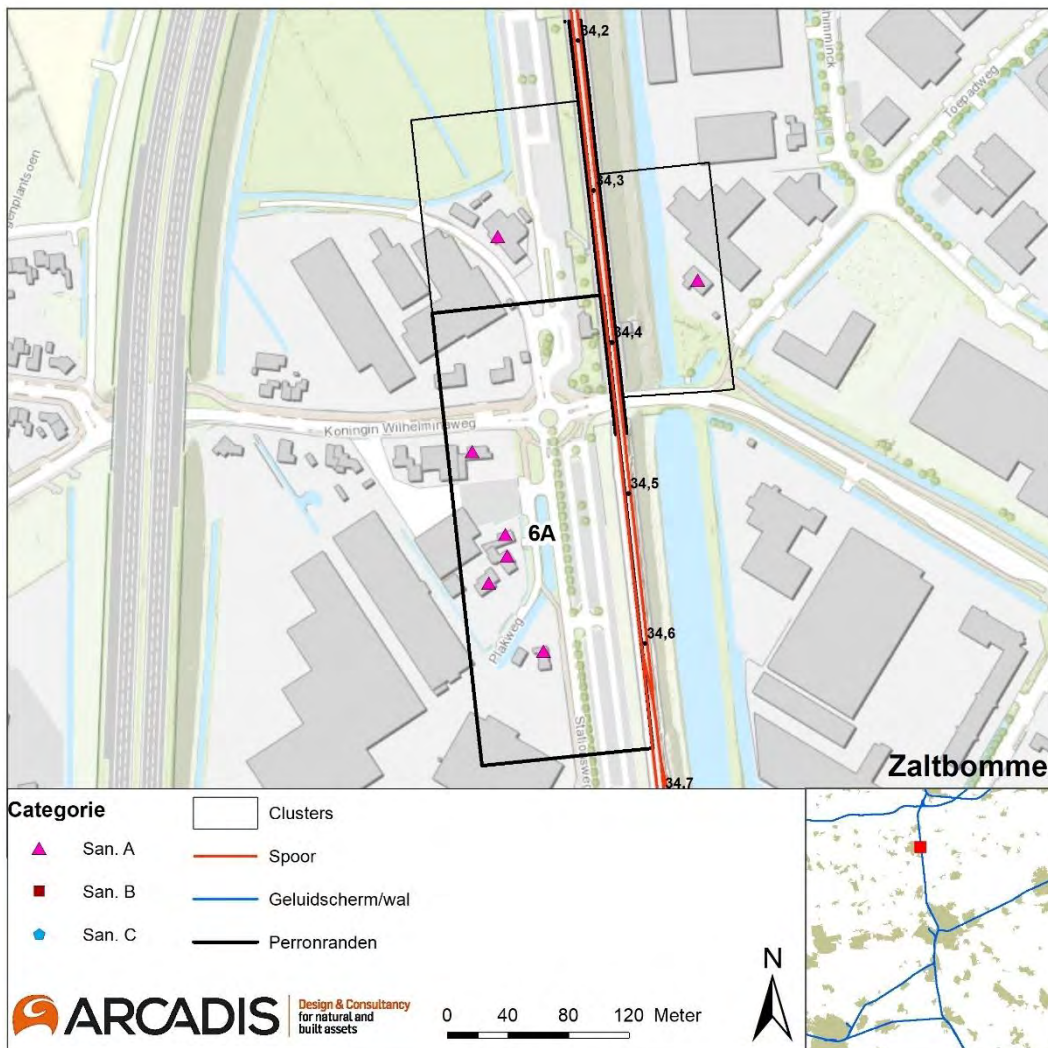 34,2
Toepadweg
34,3
34,4
Koningin Wilhelminaweg
34,5
6A
34,6
Plakweg
Stationsweg
34,7
Zaltbomme
Categorie
San. A
San. B
San. C
Clusters
Spoor
Geluidscherm/wal
Perronranden
ARCADIS
Design & Consultancy
for natural and
built assets
0 40 80 120 Meter
N